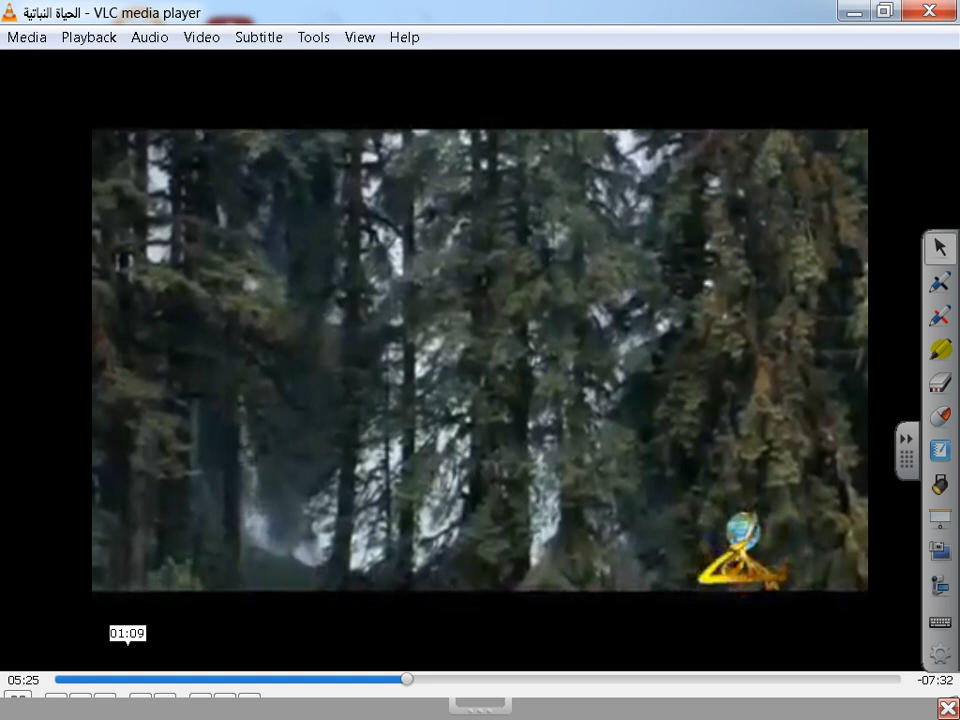 الحياة النباتية - VLC media player
Media Playback Audio Video Subtitle Tools View Help
01:09
05:25
-07:32